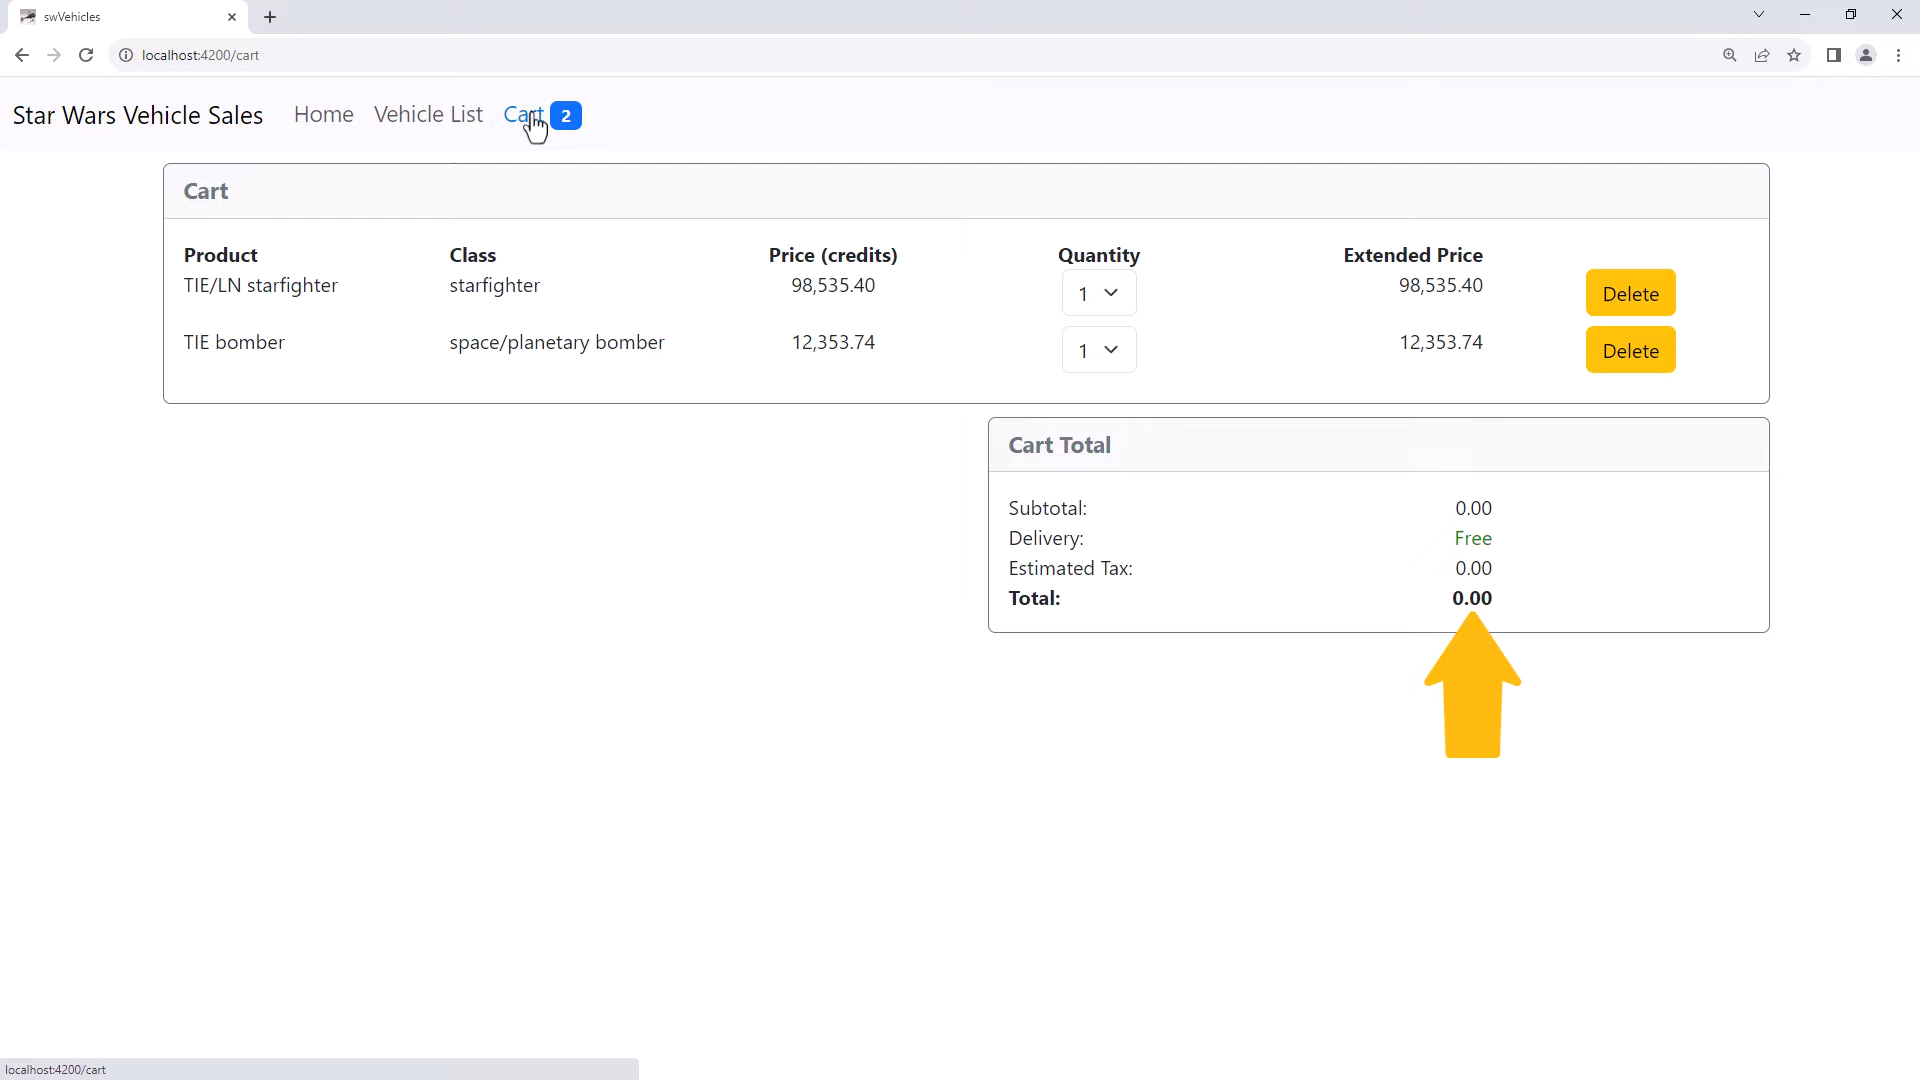 swVehicles
localhost:4200/cart
Star Wars Vehicle Sales Home Vehicle List Cart 2
Cart
Product Class Price (credits) Quantity Extended Price
TIE/LN starfighter starfighter 98,535.40 1 98,535.40 Delete
TIE bomber space/planetary bomber 12,353.74 1 12,353.74 Delete
Cart Total
Subtotal: 0.00
Delivery: Free
Estimated Tax: 0.00
Total: 0.00
localhost:4200/cart